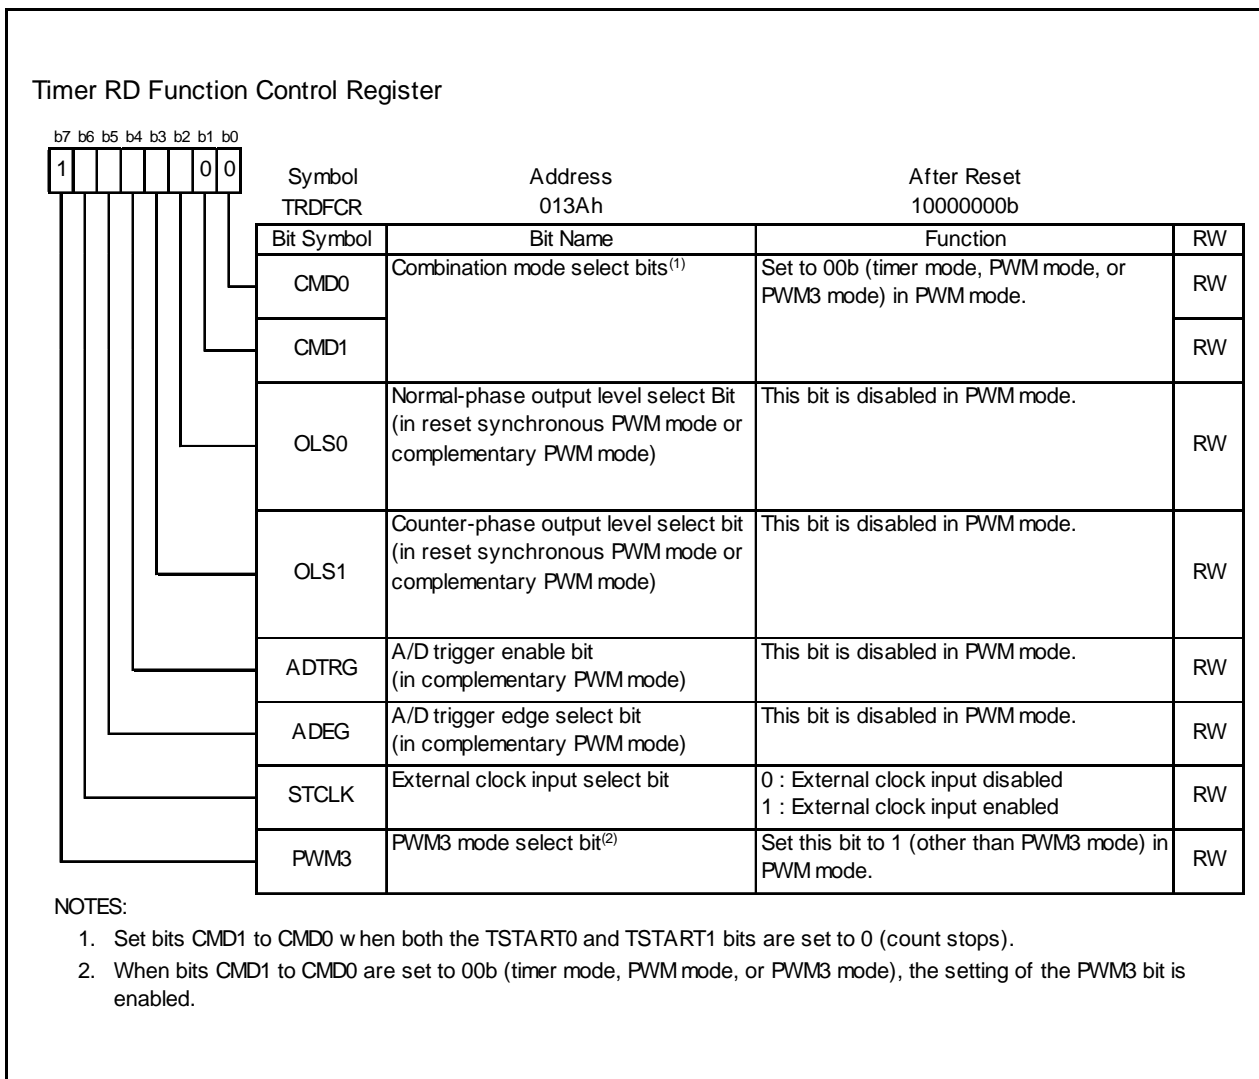 Timer RD Function Control Register
b7 b6 b5 b4 b3 b2 b1 b0
1 0 0
Symbol Address After Reset
TRDFCR 013Ah 10000000b
Bit Symbol Bit Name Function RW
CMD0 Combination mode select bits(1) Set to 00b (timer mode, PWM mode, or
PWM3 mode) in PWM mode. RW
CMD1 RW
OLS0 Normal-phase output level select Bit
(in reset synchronous PWM mode or
complementary PWM mode) This bit is disabled in PWM mode. RW
OLS1 Counter-phase output level select bit
(in reset synchronous PWM mode or
complementary PWM mode) This bit is disabled in PWM mode. RW
ADTRG A/D trigger enable bit
(in complementary PWM mode) This bit is disabled in PWM mode. RW
ADEG A/D trigger edge select bit
(in complementary PWM mode) This bit is disabled in PWM mode. RW
STCLK External clock input select bit 0 : External clock input disabled
1 : External clock input enabled RW
PWM3 PWM3 mode select bit(2) Set this bit to 1 (other than PWM3 mode) in
PWM mode. RW
NOTES:
1. Set bits CMD1 to CMD0 when both the TSTART0 and TSTART1 bits are set to 0 (count stops).
2. When bits CMD1 to CMD0 are set to 00b (timer mode, PWM mode, or PWM3 mode), the setting of the PWM3 bit is
enabled.